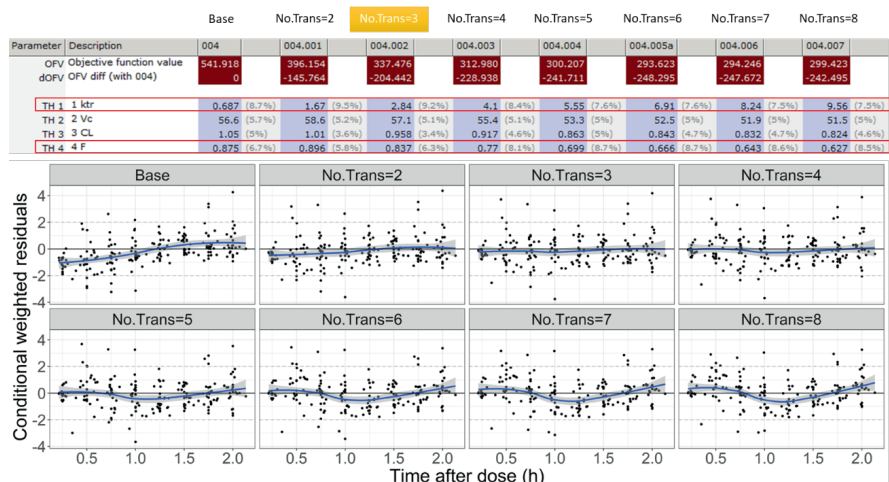 Base No.Trans=2 No.Trans=3 No.Trans=4 No.Trans=5 No.Trans=6 No.Trans=7 No.Trans=8
Parameter Description 004 004.001 004.002 004.003 004.004 004.005a 004.006 004.007
OFV Objective function value 541.918 396.154 337.476 312.980 300.207 293.623 294.246 299.423
dOFV OFV diff (with 004) 0 -145.764 -204.442 -228.938 -241.711 -248.295 -247.672 -242.495
TH 1 1 ktr 0.687 (8.7%) 1.67 (9.5%) 2.84 (9.2%) 4.1 (8.4%) 5.55 (7.6%) 6.91 (7.6%) 8.24 (7.5%) 9.56 (7.5%)
TH 2 2 Vc 56.6 (5.7%) 58.6 (5.2%) 57.1 (5.1%) 55.4 (5.1%) 53.3 (5%) 52.5 (5%) 51.9 (5%) 51.5 (5%)
TH 3 3 CL 1.05 (5%) 1.01 (3.6%) 0.958 (3.4%) 0.917 (4.6%) 0.863 (5%) 0.843 (4.7%) 0.832 (4.7%) 0.824 (4.6%)
TH 4 4 F 0.875 (6.7%) 0.896 (5.8%) 0.837 (6.3%) 0.77 (8.1%) 0.699 (8.7%) 0.666 (8.7%) 0.643 (8.6%) 0.627 (8.5%)
Base No.Trans=2 No.Trans=3 No.Trans=4
4
2
0
-2
-4
No.Trans=5 No.Trans=6 No.Trans=7 No.Trans=8
4
2
0
-2
-4
Conditional weighted residuals
0.5 1.0 1.5 2.0 0.5 1.0 1.5 2.0 0.5 1.0 1.5 2.0 0.5 1.0 1.5 2.0
Time after dose (h)